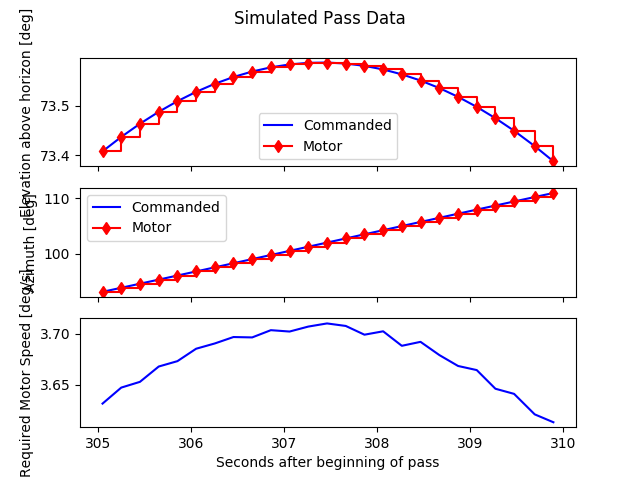 Simulated Pass Data
Elevation above horizon [deg]
73.5
73.4
Commanded
Motor
Azimuth [deg]
110
100
Commanded
Motor
Required Motor Speed [deg/s]
3.70
3.65
305
306
307
308
309
310
Seconds after beginning of pass